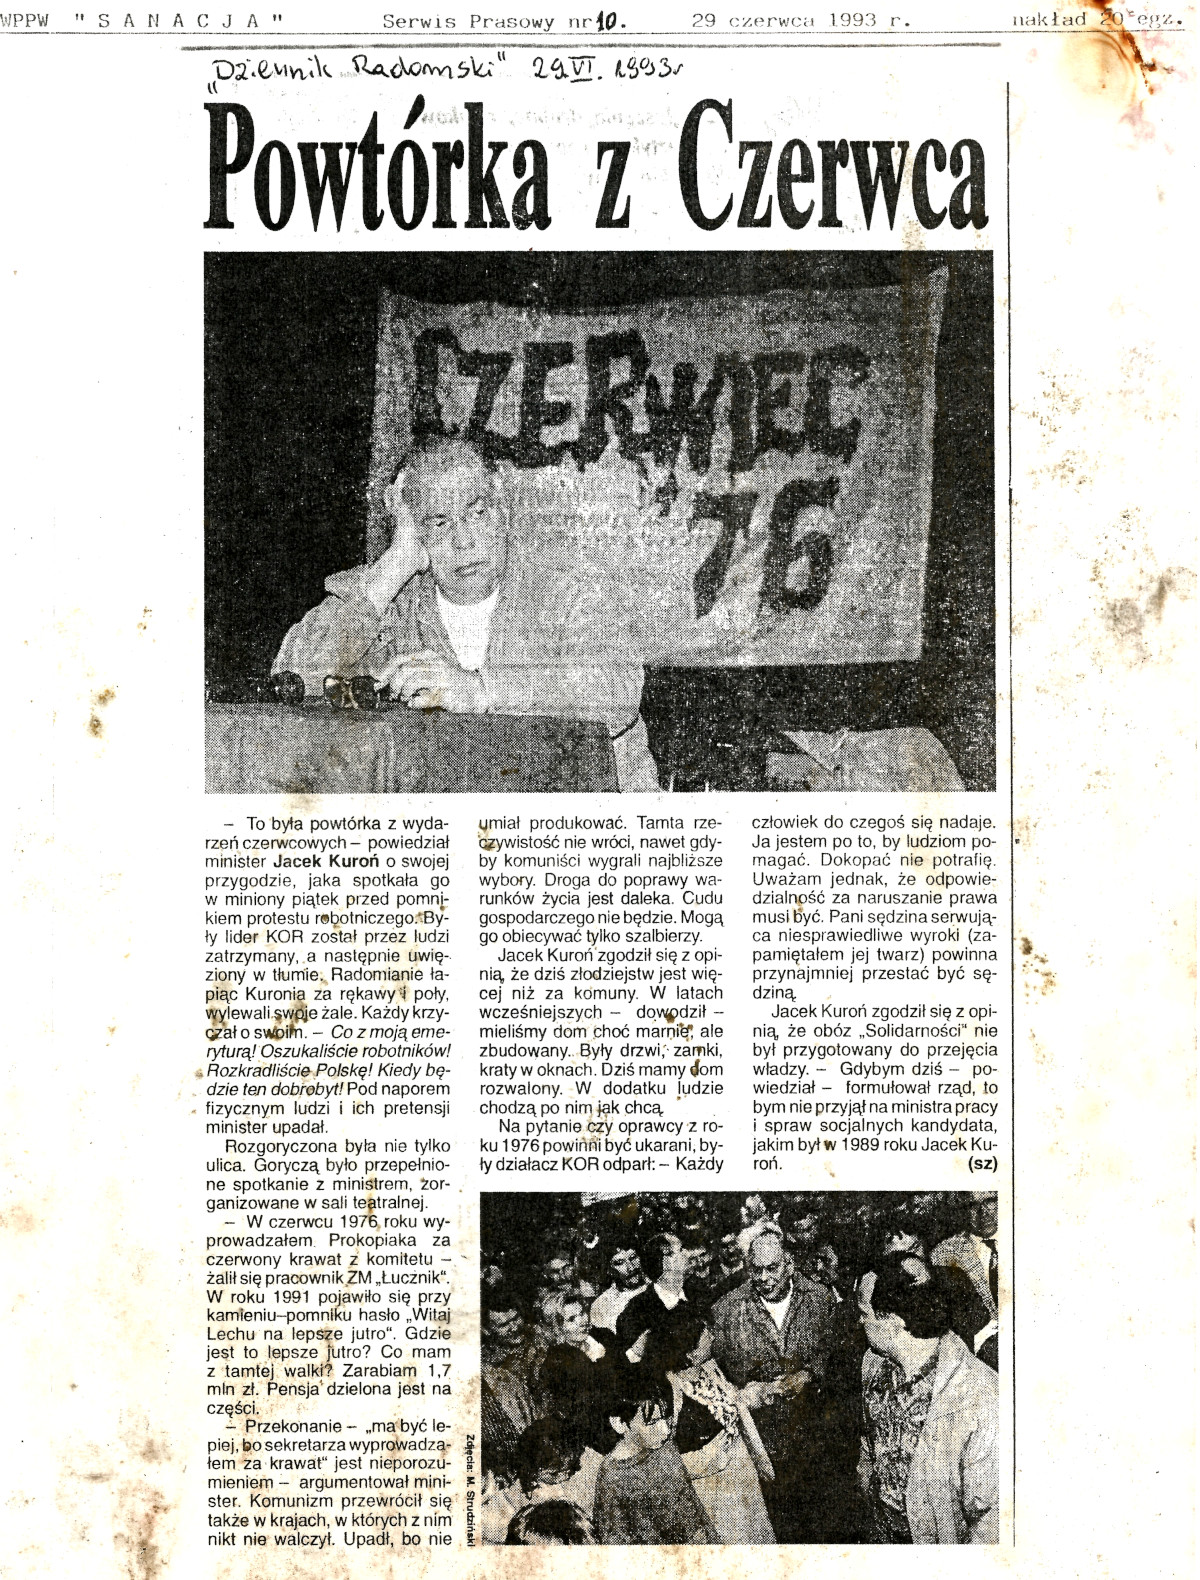 WPPW "SANACJA" Serwis Prasowy nr 10. 29 czerwca 1993 r. nakład 20 egz.
„Dziennik Radomski" 29.VI.1993r
Powtórka z Czerwca
CZERWIEC
76
– To była powtórka z wyda-
rzeń czerwcowych – powiedział
minister Jacek Kuroń o swojej
przygodzie, jaka spotkała go
w miniony piątek przed pomni-
kiem protestu robotniczego. By-
ły lider KOR został przez ludzi
zatrzymany, a następnie uwię-
ziony w tłumie. Radomianie ła-
piąc Kuronia za rękawy i poły,
wylewali swoje żale. Każdy krzy-
czał o swoim. – Co z moją eme-
ryturą! Oszukaliście robotników!
Rozkradliście Polskę! Kiedy bę-
dzie ten dobrobyt! Pod naporem
fizycznym ludzi i ich pretensji
minister upadał.
Rozgoryczona była nie tylko
ulica. Goryczą było przepełnio-
ne spotkanie z ministrem, zor-
ganizowane w sali teatralnej.
– W czerwcu 1976 roku wy-
prowadzałem Prokopiaka za
czerwony krawat z komitetu –
żalił się pracownik ZM „Łucznik".
W roku 1991 pojawiło się przy
kamieniu–pomniku hasło „Witaj
Lechu na lepsze jutro". Gdzie
jest to lepsze jutro? Co mam
z tamtej walki? Zarabiam 1,7
mln zł. Pensja dzielona jest na
części.
– Przekonanie – „ma być le-
piej, bo sekretarza wyprowadza-
łem za krawat" jest nieporozu-
mieniem – argumentował mini-
ster. Komunizm przewrócił się
także w krajach, w których z nim
nikt nie walczył. Upadł, bo nie
umiał produkować. Tamta rze-
czywistość nie wróci, nawet gdy-
by komuniści wygrali najbliższe
wybory. Droga do poprawy wa-
runków życia jest daleka. Cudu
gospodarczego nie będzie. Mogą
go obiecywać tylko szalbierzy.
Jacek Kuroń zgodził się z opi-
nią, że dziś złodziejstw jest wię-
cej niż za komuny. W latach
wcześniejszych – dowodził –
mieliśmy dom choć marnie, ale
zbudowany. Były drzwi, zamki,
kraty w oknach. Dziś mamy dom
rozwalony. W dodatku ludzie
chodzą po nim jak chcą.
Na pytanie czy oprawcy z ro-
ku 1976 powinni być ukarani, by-
ły działacz KOR odparł: – Każdy
człowiek do czegoś się nadaje.
Ja jestem po to, by ludziom po-
magać. Dokopać nie potrafię.
Uważam jednak, że odpowie-
dzialność za naruszanie prawa
musi być. Pani sędzina serwują-
ca niesprawiedliwe wyroki (za-
pamiętałem jej twarz) powinna
przynajmniej przestać być sę-
dziną.
Jacek Kuroń zgodził się z opi-
nią, że obóz „Solidarności" nie
był przygotowany do przejęcia
władzy. – Gdybym dziś – po-
wiedział – formułował rząd, to
bym nie przyjął na ministra pracy
i spraw socjalnych kandydata,
jakim był w 1989 roku Jacek Ku-
roń. (sz)
Zdjęcia: M. Strudziński